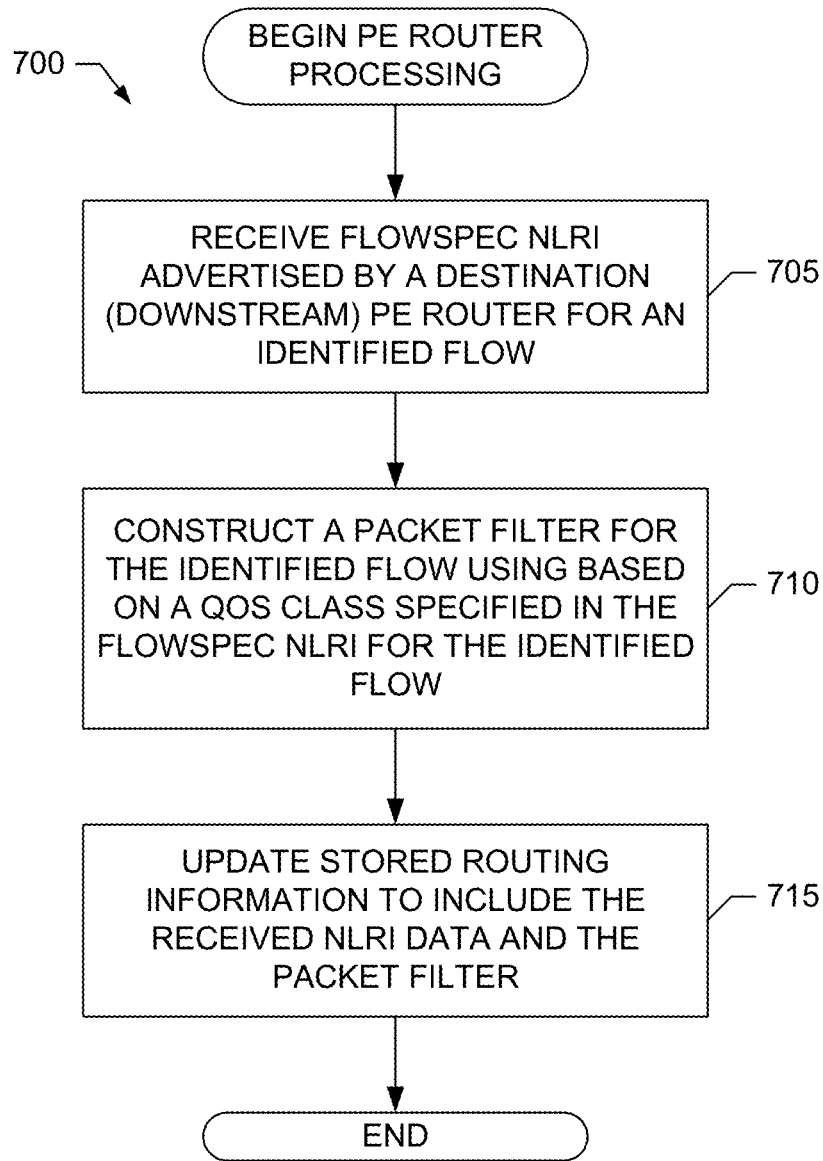 700
BEGIN PE ROUTER
PROCESSING
RECEIVE FLOWSPEC NLRI
ADVERTISED BY A DESTINATION
(DOWNSTREAM) PE ROUTER FOR AN
IDENTIFIED FLOW
705
CONSTRUCT A PACKET FILTER FOR
THE IDENTIFIED FLOW USING BASED
ON A QOS CLASS SPECIFIED IN THE
FLOWSPEC NLRI FOR THE IDENTIFIED
FLOW
710
UPDATE STORED ROUTING
INFORMATION TO INCLUDE THE
RECEIVED NLRI DATA AND THE
PACKET FILTER
715
END